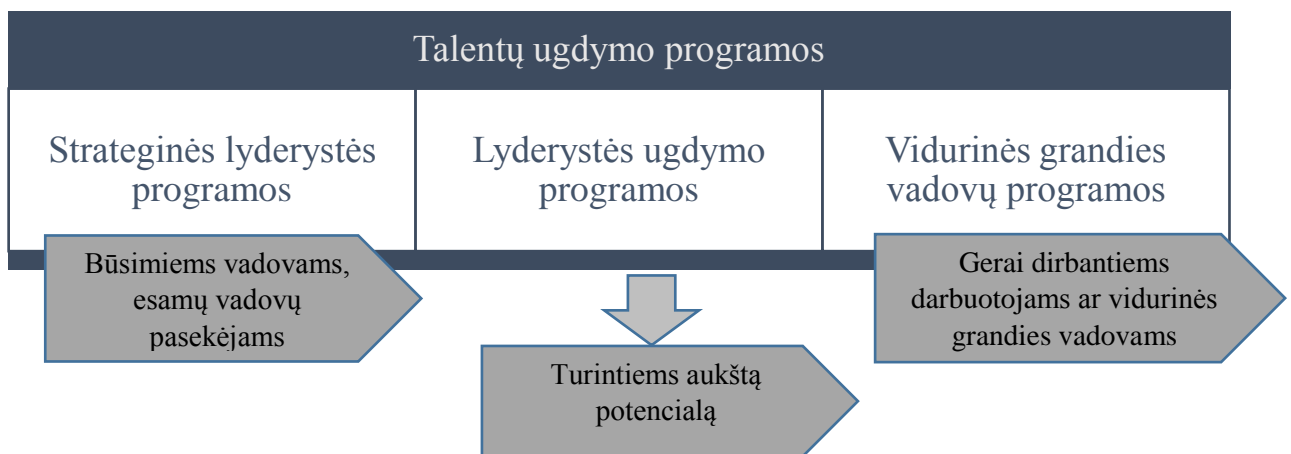 Talentų ugdymo programos
Strateginės lyderystės
programos
Lyderystės ugdymo
programos
Vidurinės grandies
vadovų programos
Būsimiems vadovams,
esamų vadovų
pasekėjams
Turintiems aukštą
potencialą
Gerai dirbantiems
darbuotojams ar vidurinės
grandies vadovams